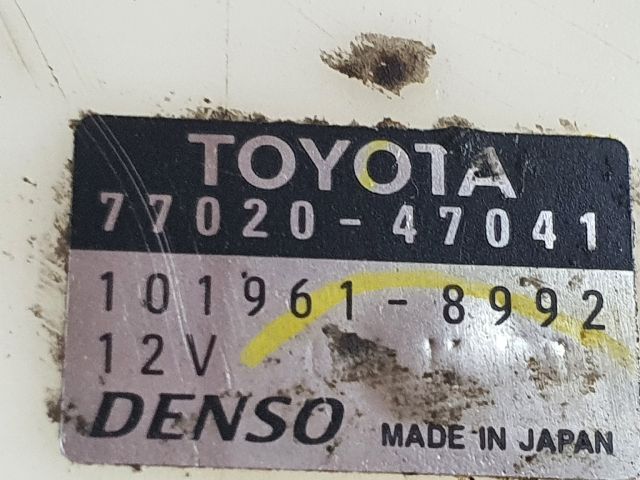 TOYOTA
77020-47041
101961-8992
12V
DENSO MADE IN JAPAN